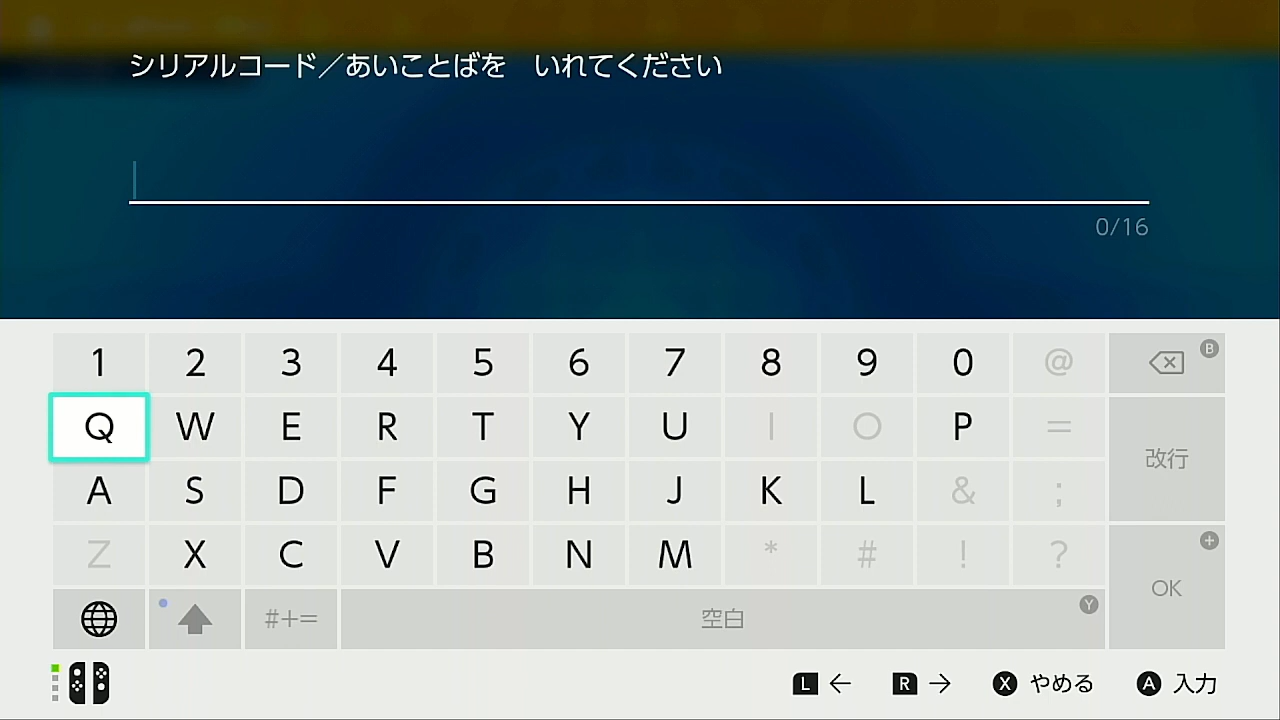 シリアルコード／あいことばを　いれてください
0/16
1 2 3 4 5 6 7 8 9 0 @ B
Q W E R T Y U I O P = 改行
A S D F G H J K L & ;
Z X C V B N M * # ! ? + OK
#+= 空白 Y
L ← R → X やめる A 入力